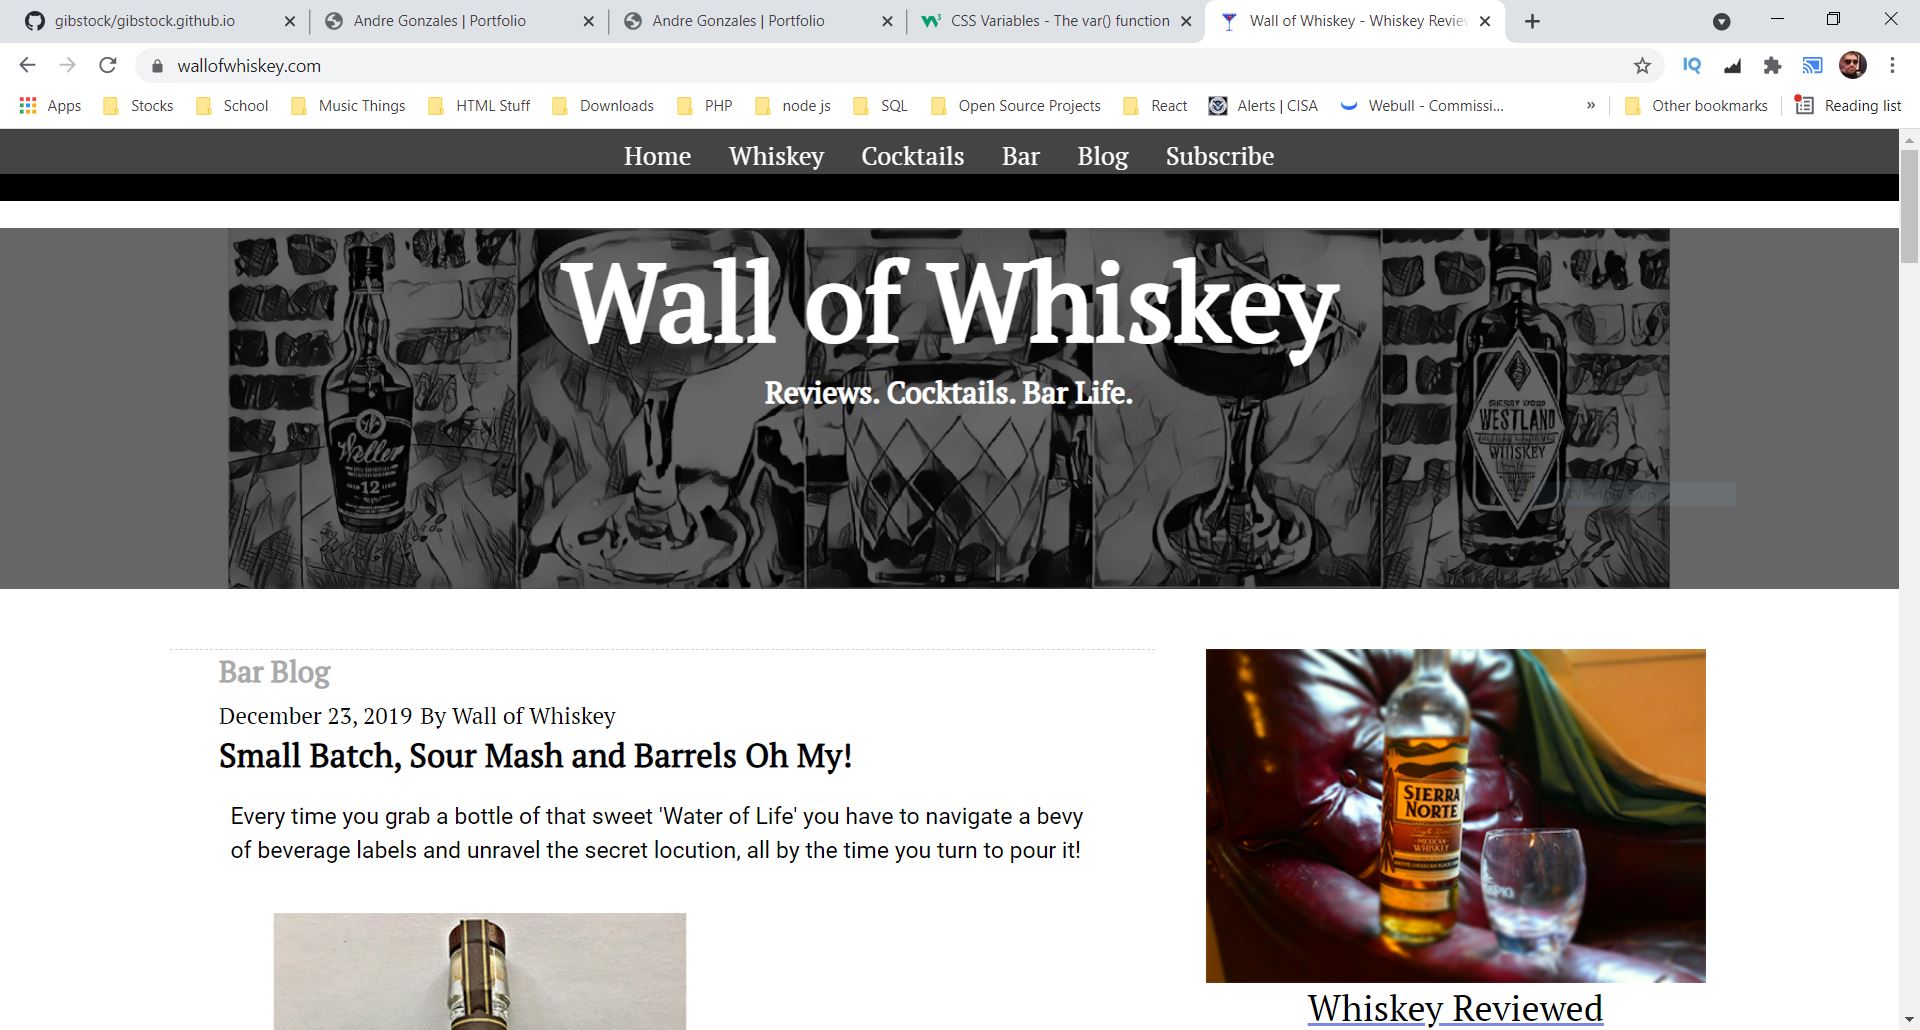 gibstock/gibstock.github.io
Andre Gonzales | Portfolio
Andre Gonzales | Portfolio
CSS Variables - The var() function
Wall of Whiskey - Whiskey Revie
wallofwhiskey.com
IQ
Apps
Stocks
School
Music Things
HTML Stuff
Downloads
PHP
node js
SQL
Open Source Projects
React
Alerts | CISA
Webull - Commissi...
»
Other bookmarks
Reading list
Home
Whiskey
Cocktails
Bar
Blog
Subscribe
Wall of Whiskey
Reviews. Cocktails. Bar Life.
Weller
12
WESTLAND
WHISKEY
Bar Blog
December 23, 2019 By Wall of Whiskey
Small Batch, Sour Mash and Barrels Oh My!
Every time you grab a bottle of that sweet 'Water of Life' you have to navigate a bevy
of beverage labels and unravel the secret locution, all by the time you turn to pour it!
SIERRA
NORTE
MEXICAN
WHISKEY
Whiskey Reviewed